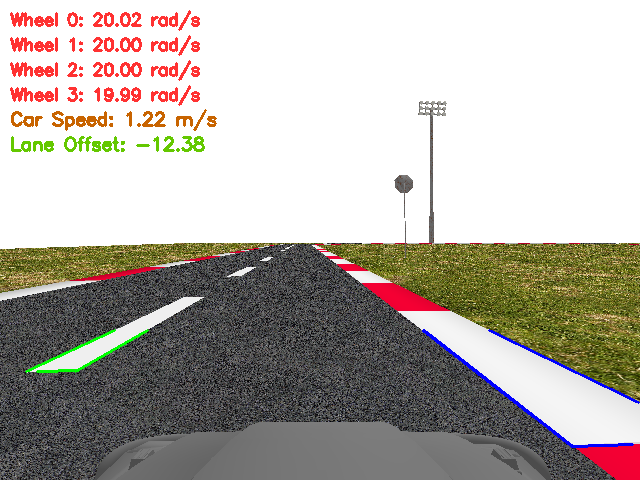 Wheel 0: 20.02 rad/s
Wheel 1: 20.00 rad/s
Wheel 2: 20.00 rad/s
Wheel 3: 19.99 rad/s
Car Speed: 1.22 m/s
Lane Offset: -12.38